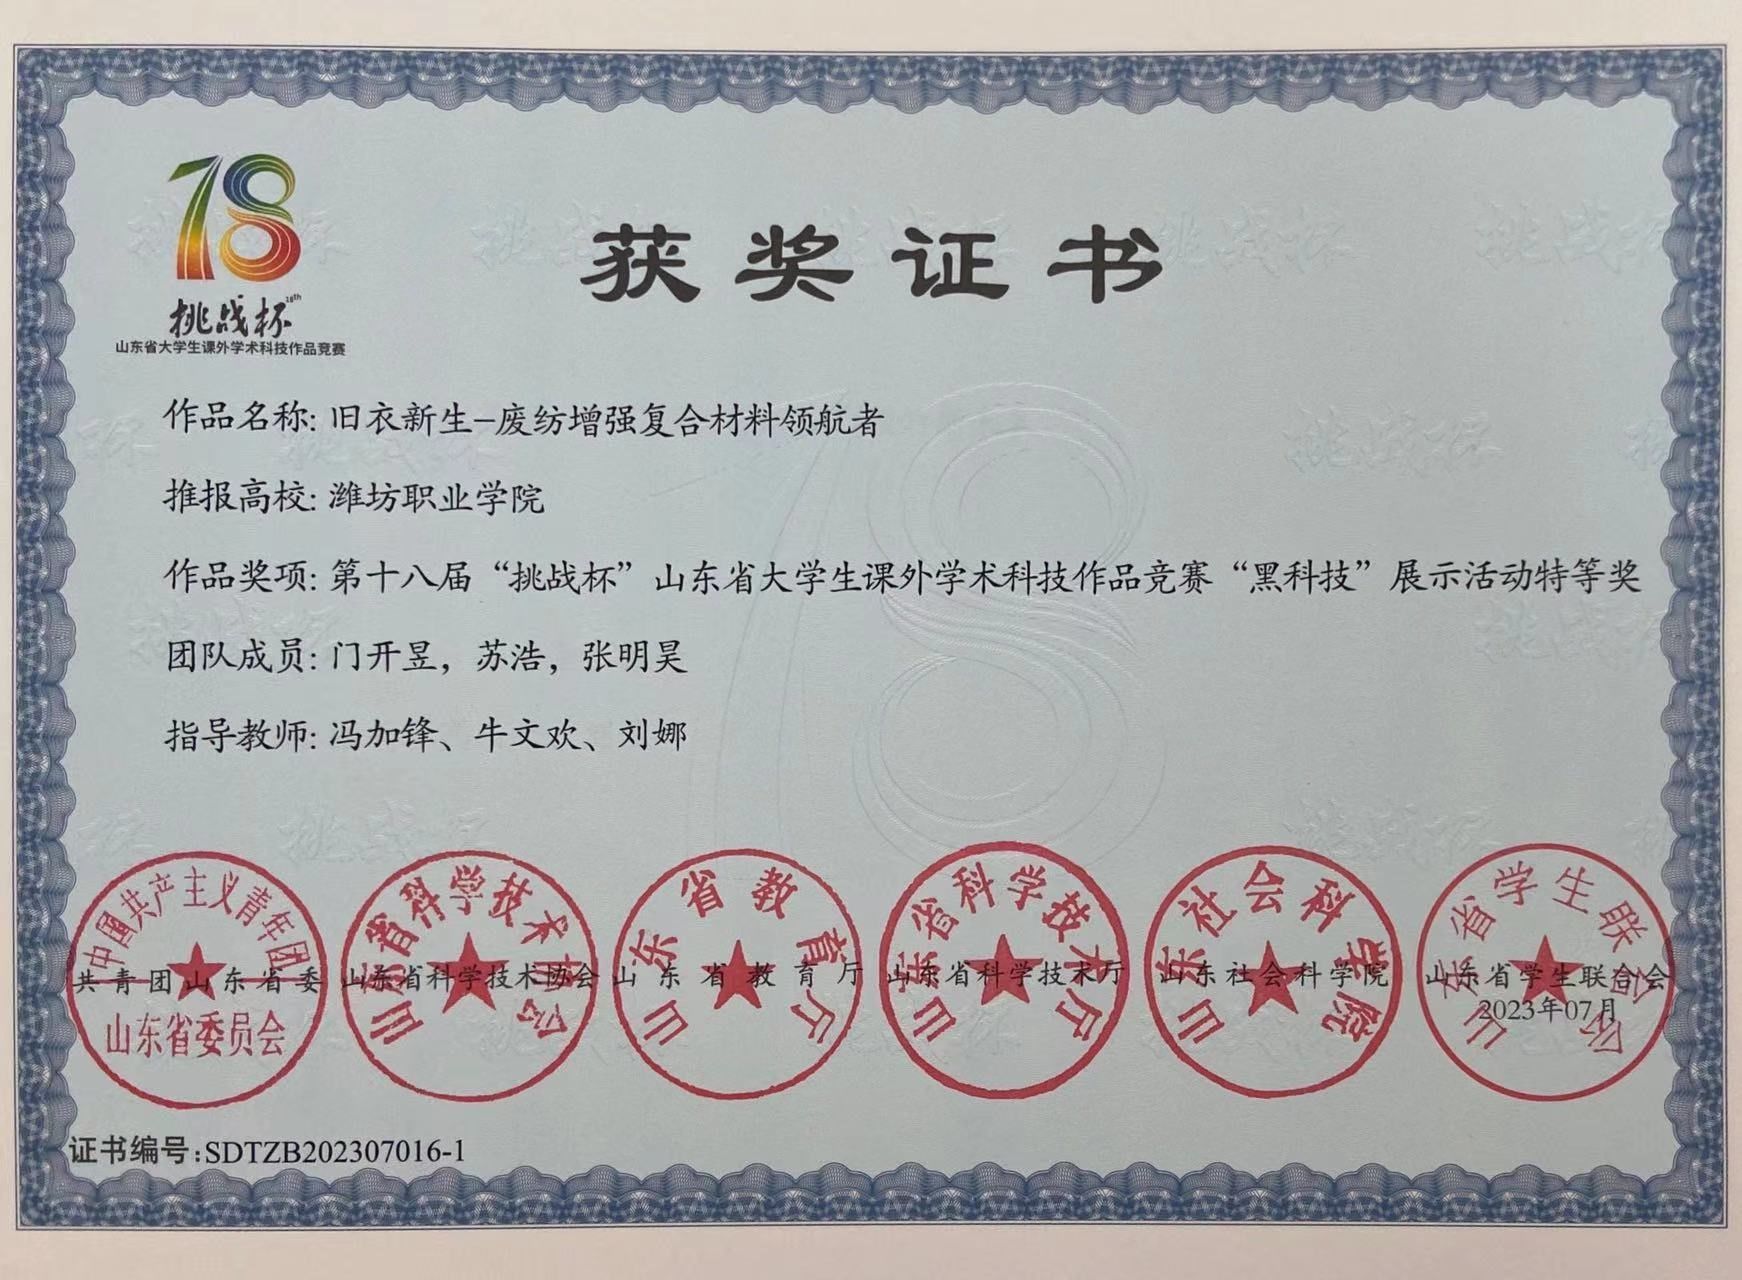 18th
挑战杯
山东省大学生课外学术科技作品竞赛
获奖证书
作品名称: 旧衣新生-废纺增强复合材料领航者
推报高校: 潍坊职业学院
作品奖项: 第十八届“挑战杯”山东省大学生课外学术科技作品竞赛“黑科技”展示活动特等奖
团队成员: 门开昱，苏浩，张明昊
指导教师: 冯加锋、牛文欢、刘娜
中国共产主义青年团
山东省委员会
山东省科学技术协会
山东省教育厅
山东省科学技术厅
山东社会科学院
山东省学生联合会
共青团山东省委 山东省科学技术协会 山东省教育厅 山东省科学技术厅 山东社会科学院 山东省学生联合会
2023年07月
证书编号:SDTZB202307016-1